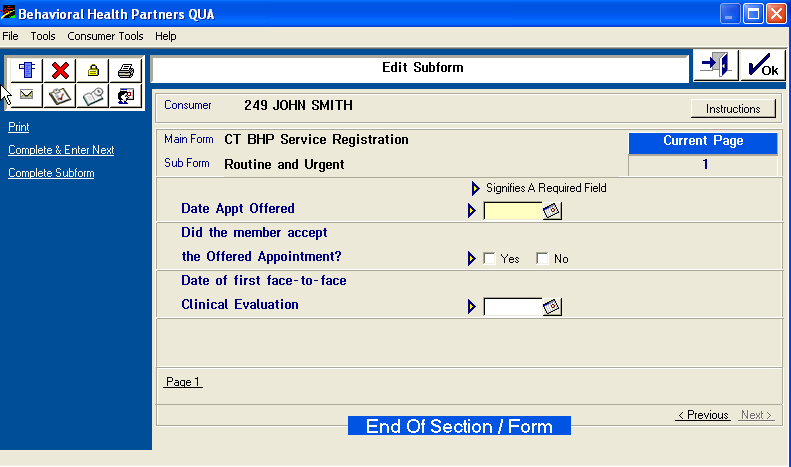 Behavioral Health Partners QUA
File Tools Consumer Tools Help
Edit Subform
Ok
Print
Complete & Enter Next
Complete Subform
Consumer 249 JOHN SMITH
Instructions
Main Form CT BHP Service Registration
Current Page
Sub Form Routine and Urgent
1
Signifies A Required Field
Date Appt Offered
Did the member accept
the Offered Appointment? Yes No
Date of first face-to-face
Clinical Evaluation
Page 1
< Previous Next >
End Of Section / Form